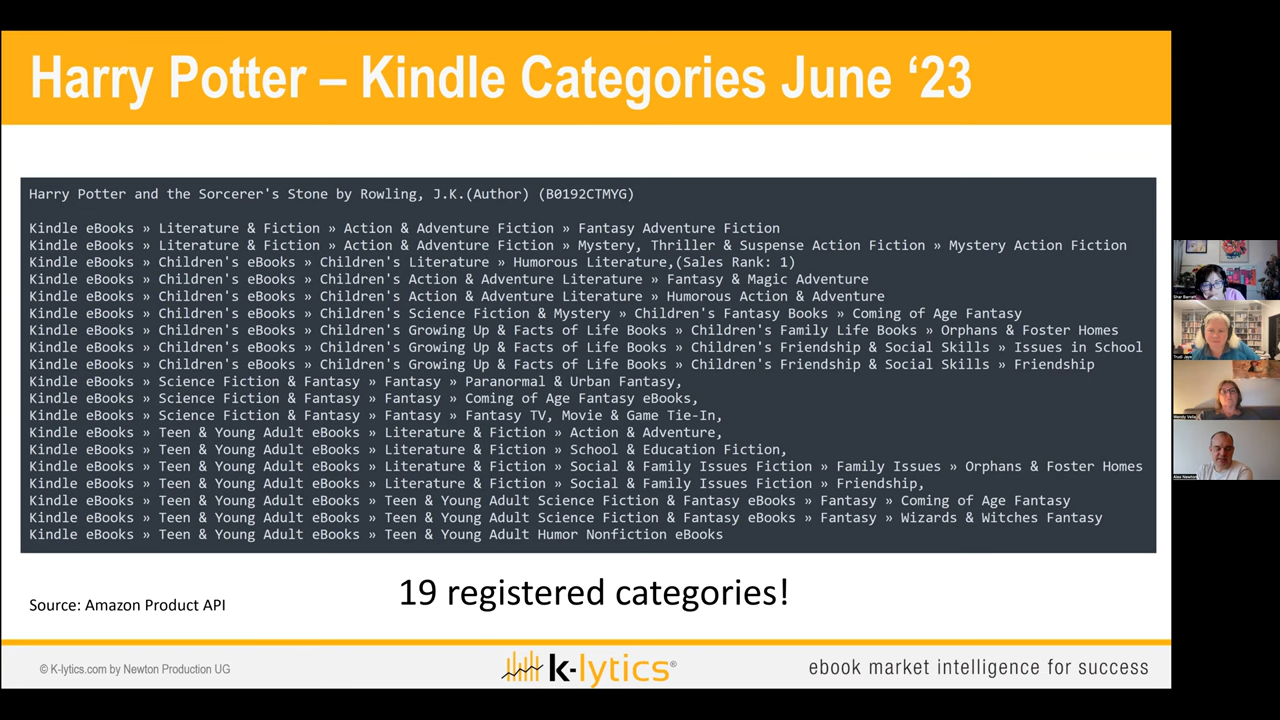 Harry Potter – Kindle Categories June ‘23
Harry Potter and the Sorcerer's Stone by Rowling, J.K.(Author) (B0192CTMYG)
Kindle eBooks » Literature & Fiction » Action & Adventure Fiction » Fantasy Adventure Fiction
Kindle eBooks » Literature & Fiction » Action & Adventure Fiction » Mystery, Thriller & Suspense Action Fiction » Mystery Action Fiction
Kindle eBooks » Children's eBooks » Children's Literature » Humorous Literature,(Sales Rank: 1)
Kindle eBooks » Children's eBooks » Children's Action & Adventure Literature » Fantasy & Magic Adventure
Kindle eBooks » Children's eBooks » Children's Action & Adventure Literature » Humorous Action & Adventure
Kindle eBooks » Children's eBooks » Children's Science Fiction & Mystery » Children's Fantasy Books » Coming of Age Fantasy
Kindle eBooks » Children's eBooks » Children's Growing Up & Facts of Life Books » Children's Family Life Books » Orphans & Foster Homes
Kindle eBooks » Children's eBooks » Children's Growing Up & Facts of Life Books » Children's Friendship & Social Skills » Issues in School
Kindle eBooks » Children's eBooks » Children's Growing Up & Facts of Life Books » Children's Friendship & Social Skills » Friendship
Kindle eBooks » Science Fiction & Fantasy » Fantasy » Paranormal & Urban Fantasy,
Kindle eBooks » Science Fiction & Fantasy » Fantasy » Coming of Age Fantasy eBooks,
Kindle eBooks » Science Fiction & Fantasy » Fantasy » Fantasy TV, Movie & Game Tie-In,
Kindle eBooks » Teen & Young Adult eBooks » Literature & Fiction » Action & Adventure,
Kindle eBooks » Teen & Young Adult eBooks » Literature & Fiction » School & Education Fiction,
Kindle eBooks » Teen & Young Adult eBooks » Literature & Fiction » Social & Family Issues Fiction » Family Issues » Orphans & Foster Homes
Kindle eBooks » Teen & Young Adult eBooks » Literature & Fiction » Social & Family Issues Fiction » Friendship,
Kindle eBooks » Teen & Young Adult eBooks » Teen & Young Adult Science Fiction & Fantasy eBooks » Fantasy » Coming of Age Fantasy
Kindle eBooks » Teen & Young Adult eBooks » Teen & Young Adult Science Fiction & Fantasy eBooks » Fantasy » Wizards & Witches Fantasy
Kindle eBooks » Teen & Young Adult eBooks » Teen & Young Adult Humor Nonfiction eBooks
19 registered categories!
Source: Amazon Product API
© K-lytics.com by Newton Production UG
k-lytics®
ebook market intelligence for success
Trudi Jaye
Alex Newton